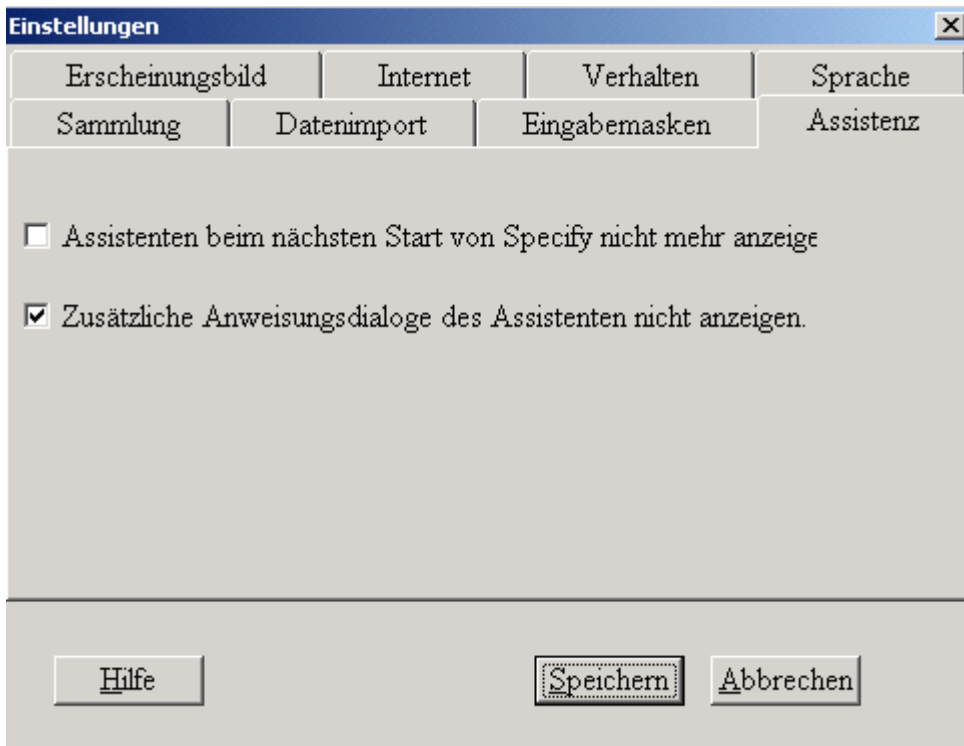 Einstellungen
Erscheinungsbild Internet Verhalten Sprache
Sammlung Datenimport Eingabemasken Assistenz
Assistenten beim nächsten Start von Specify nicht mehr anzeige
Zusätzliche Anweisungsdialoge des Assistenten nicht anzeigen.
Hilfe Speichern Abbrechen